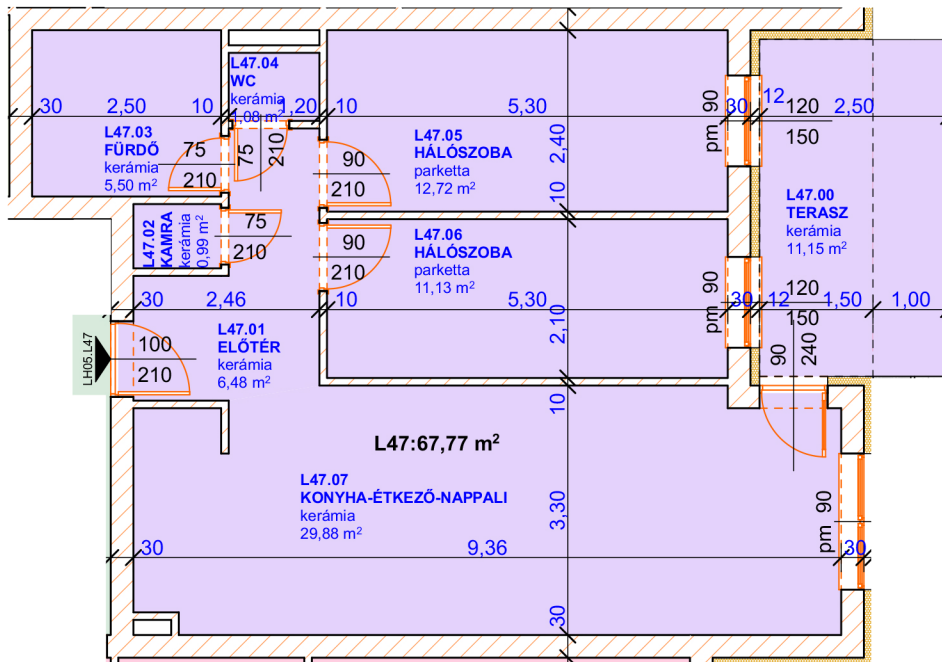 L47.04
WC
kerámia
1,08 m²
30
2,50
10
1,20
10
5,30
30
12
120
150
2,50
pm 90
L47.03
FÜRDŐ
kerámia
5,50 m²
75
210
75
210
90
210
L47.05
HÁLÓSZOBA
parketta
12,72 m²
2,40
10
L47.00
TERASZ
kerámia
11,15 m²
L47.02
KAMRA
kerámia
0,99 m²
75
210
90
210
L47.06
HÁLÓSZOBA
parketta
11,13 m²
pm 90
30
2,46
10
5,30
2,10
30
12
120
150
1,50
1,00
LH05.L47
100
210
L47.01
ELŐTÉR
kerámia
6,48 m²
90
240
10
L47:67,77 m²
L47.07
KONYHA-ÉTKEZŐ-NAPPALI
kerámia
29,88 m²
3,30
pm 90
30
9,36
30
30